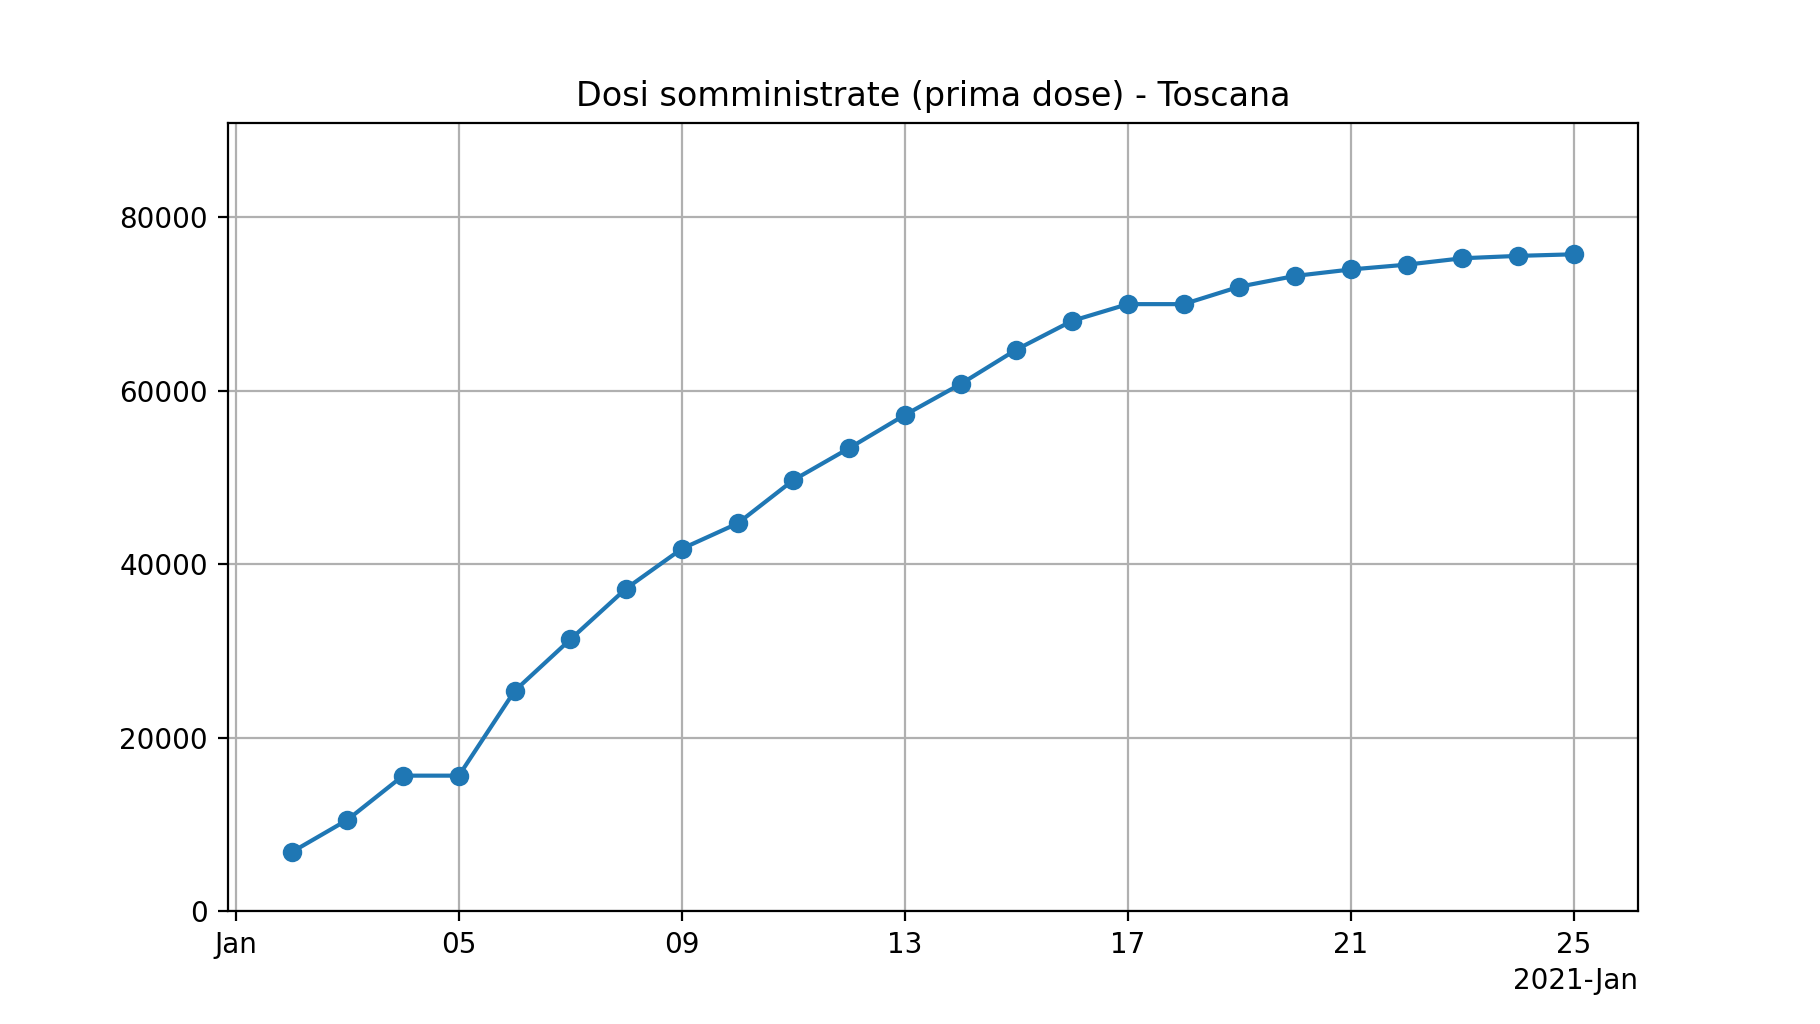 Dosi somministrate (prima dose) - Toscana
80000
60000
40000
20000
0
Jan 05 09 13 17 21 25
2021-Jan